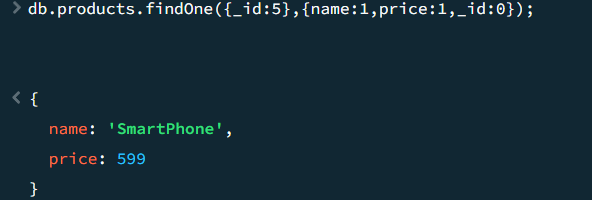 > db.products.findOne({_id:5},{name:1,price:1,_id:0});
< {
name: 'SmartPhone',
price: 599
}